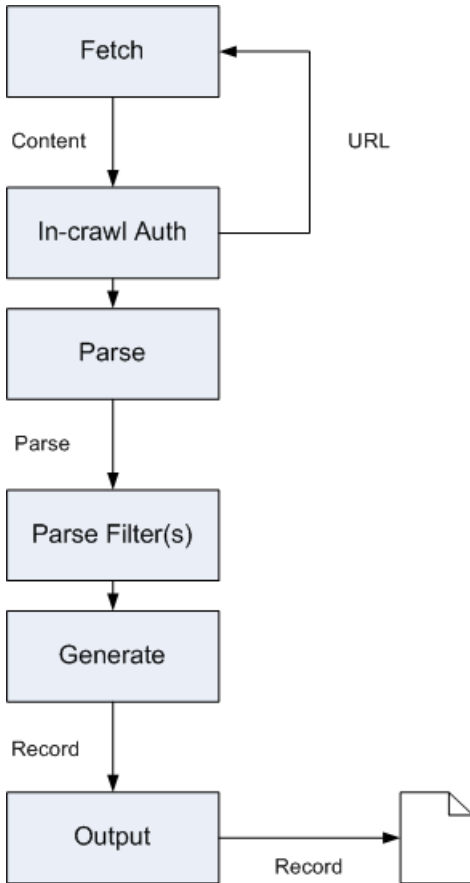 Fetch
Content
URL
In-crawl Auth
Parse
Parse
Parse Filter(s)
Generate
Record
Output
Record